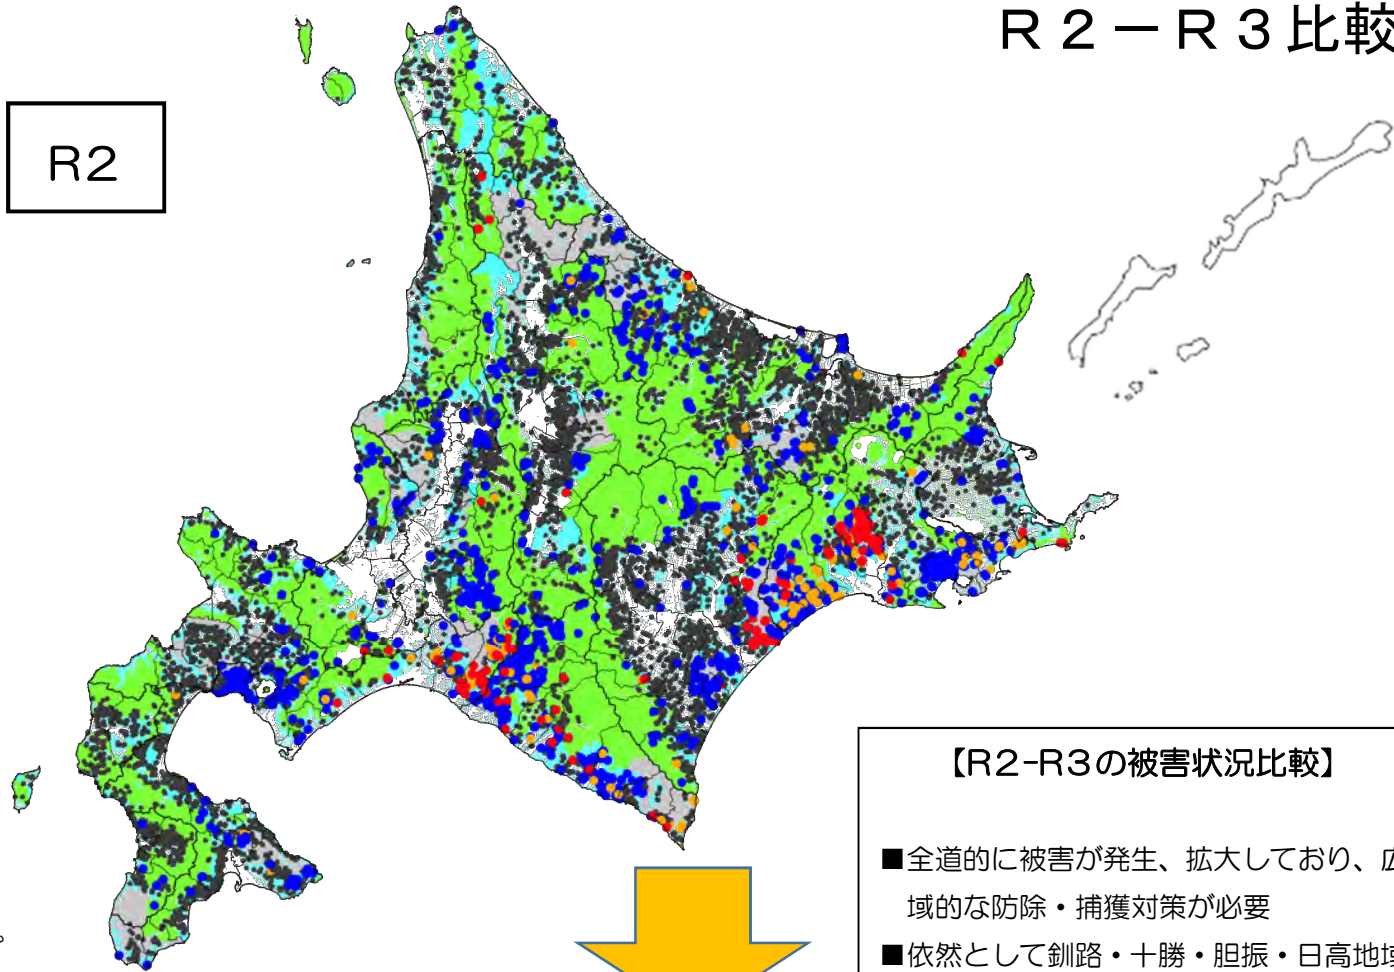 R2－R3比較
R2
【R2-R3の被害状況比較】
■全道的に被害が発生、拡大しており、広
域的な防除・捕獲対策が必要
■依然として釧路・十勝・胆振・日高地域